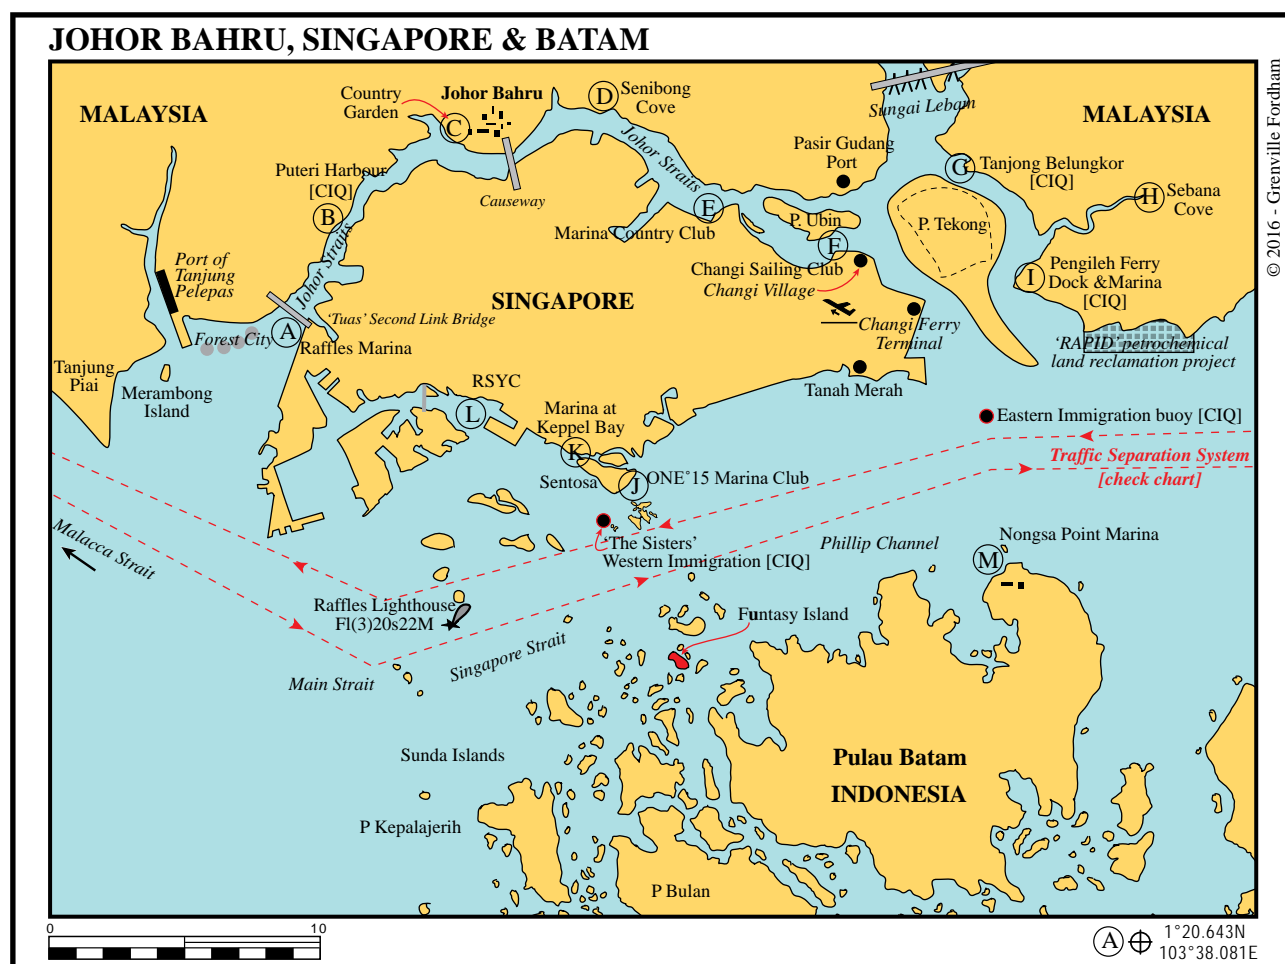 JOHOR BAHRU, SINGAPORE & BATAM
© 2016 - Grenville Fordham
MALAYSIA
Country
Garden
Johor Bahru
C
D
Senibong
Cove
Sungai Lebam
MALAYSIA
Pasir Gudang
Port
Johor Straits
Puteri Harbour
[CIQ]
B
Causeway
G
Tanjong Belungkor
[CIQ]
H
Sebana
Cove
E
Marina Country Club
P. Ubin
F
P. Tekong
Johor Straits
Port of
Tanjung
Pelepas
SINGAPORE
Changi Sailing Club
Changi Village
I
Pengileh Ferry
Dock &Marina
[CIQ]
'Tuas' Second Link Bridge
Forest City
A
Raffles Marina
Changi Ferry
Terminal
'RAPID' petrochemical
land reclamation project
Tanjung
Piai
Merambong
Island
RSYC
L
Tanah Merah
Marina at
Keppel Bay
K
Eastern Immigration buoy [CIQ]
Traffic Separation System
[check chart]
Sentosa
J
ONE°15 Marina Club
Malacca Strait
'The Sisters'
Western Immigration [CIQ]
Phillip Channel
Nongsa Point Marina
M
Raffles Lighthouse
Fl(3)20s22M
Funtasy Island
Singapore Strait
Main Strait
Sunda Islands
Pulau Batam
INDONESIA
P Kepalajerih
P Bulan
0
10
A
1°20.643N
103°38.081E